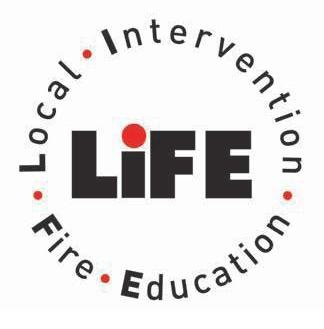 Local • Intervention • Fire • Education •
LiFE